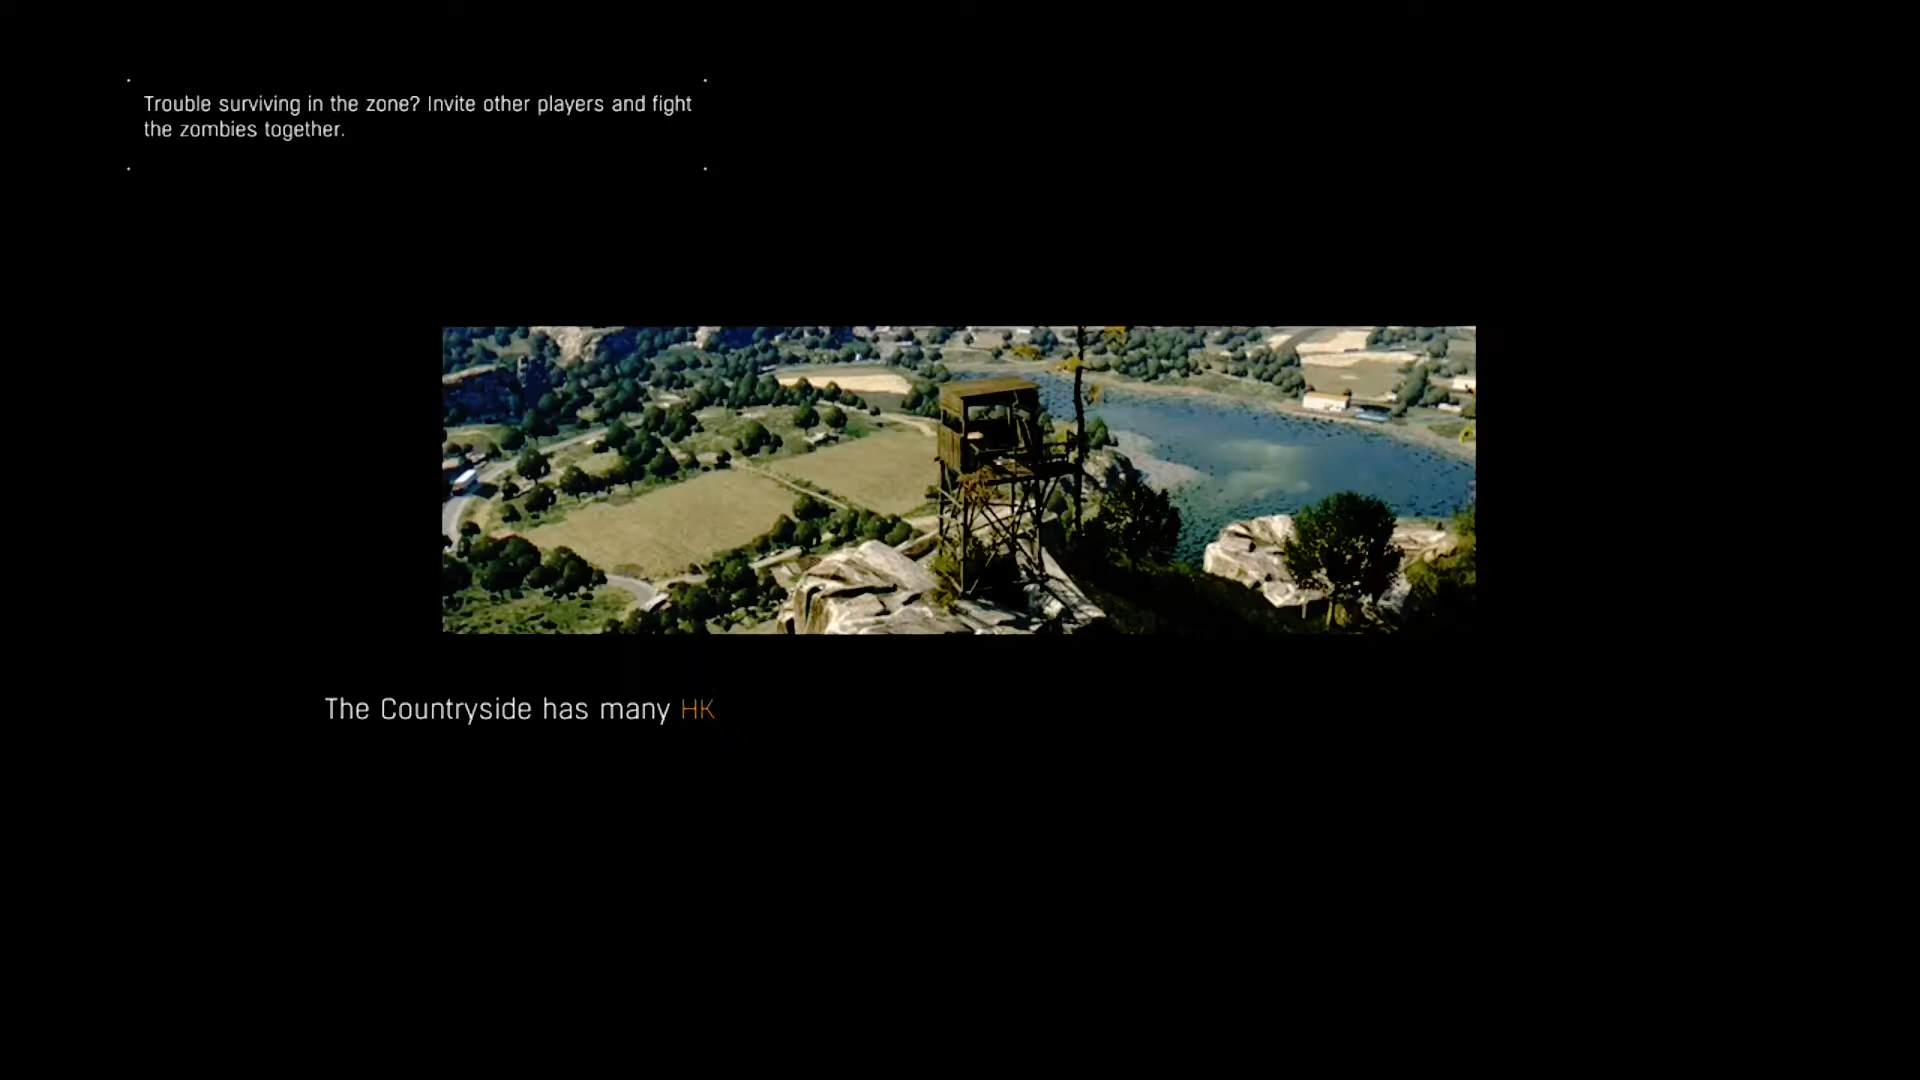 Trouble surviving in the zone? Invite other players and fight
the zombies together.
The Countryside has many HK